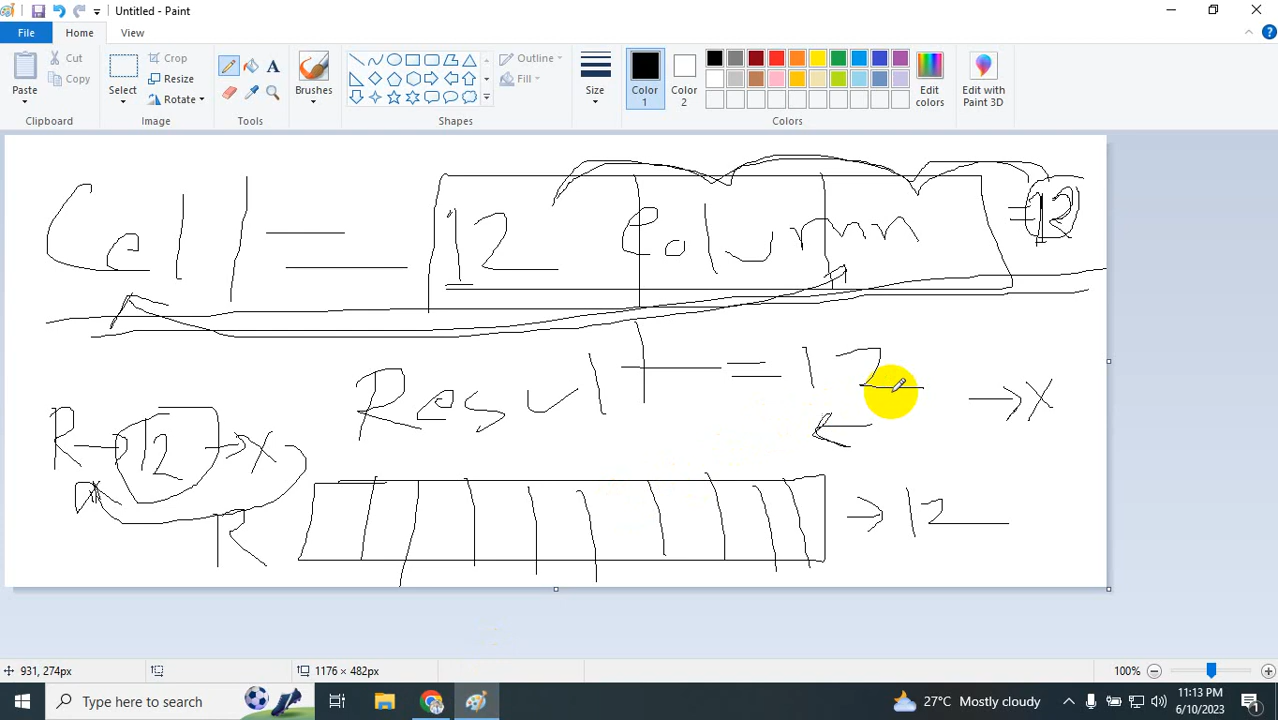 Untitled - Paint
File Home View
Paste
Cut
Copy
Clipboard
Select
Crop
Resize
Rotate
Image
A
Tools
Brushes
Outline
Fill
Shapes
Size
Color 1
Color 2
Edit colors
Colors
Edit with Paint 3D
Cell = 12 Column = 12
Result = 12 → X
R 12 → X
R → 12
931, 274px
1176 × 482px
100%
Type here to search
27°C Mostly cloudy
11:13 PM
6/10/2023
1